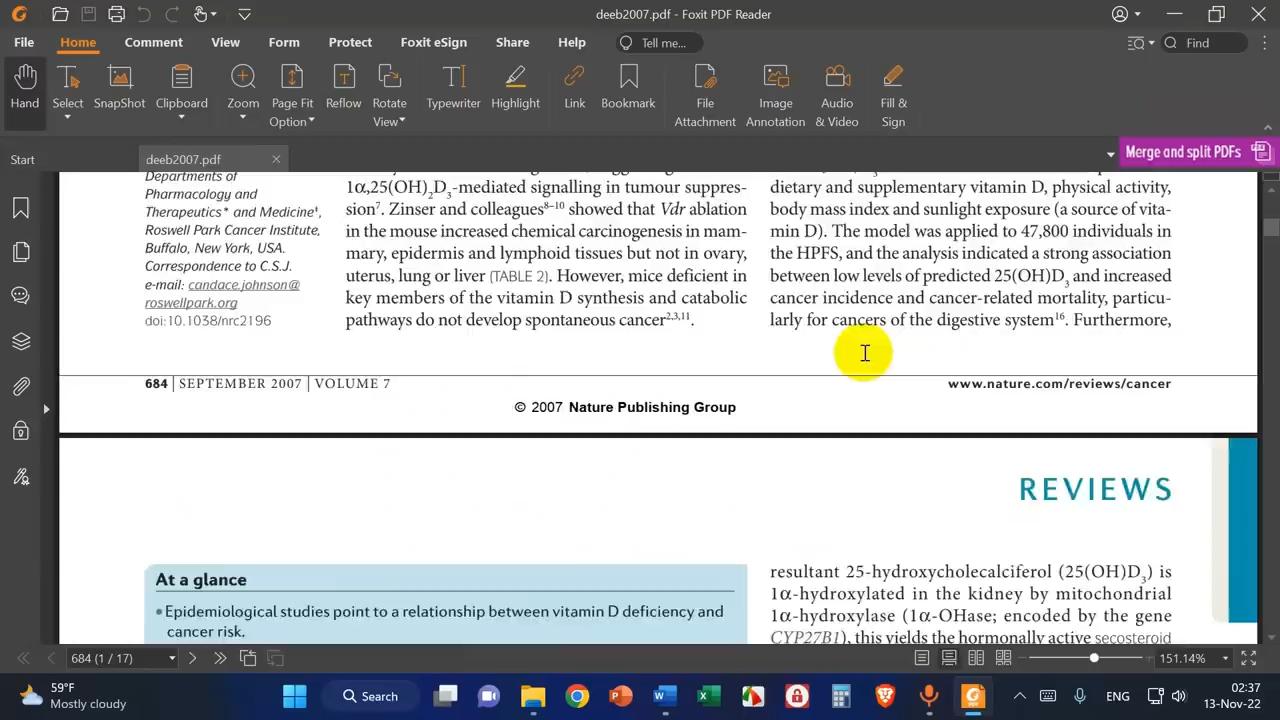 deeb2007.pdf - Foxit PDF Reader
File Home Comment View Form Protect Foxit eSign Share Help Tell me... Find
Hand Select SnapShot Clipboard Zoom Page Fit Option Reflow Rotate View Typewriter Highlight Link Bookmark File Attachment Image Annotation Audio & Video Fill & Sign
Start deeb2007.pdf Merge and split PDFs
Departments of
Pharmacology and
Therapeutics* and Medicine‡,
Roswell Park Cancer Institute,
Buffalo, New York, USA.
Correspondence to C.S.J.
e-mail: candace.johnson@
roswellpark.org
doi:10.1038/nrc2196
1α,25(OH)2D3-mediated signalling in tumour suppres-
sion7. Zinser and colleagues8–10 showed that Vdr ablation
in the mouse increased chemical carcinogenesis in mam-
mary, epidermis and lymphoid tissues but not in ovary,
uterus, lung or liver (TABLE 2). However, mice deficient in
key members of the vitamin D synthesis and catabolic
pathways do not develop spontaneous cancer2,3,11.
dietary and supplementary vitamin D, physical activity,
body mass index and sunlight exposure (a source of vita-
min D). The model was applied to 47,800 individuals in
the HPFS, and the analysis indicated a strong association
between low levels of predicted 25(OH)D3 and increased
cancer incidence and cancer-related mortality, particu-
larly for cancers of the digestive system16. Furthermore,
684 | SEPTEMBER 2007 | VOLUME 7
www.nature.com/reviews/cancer
© 2007 Nature Publishing Group
REVIEWS
At a glance
• Epidemiological studies point to a relationship between vitamin D deficiency and
cancer risk.
resultant 25-hydroxycholecalciferol (25(OH)D3) is
1α-hydroxylated in the kidney by mitochondrial
1α-hydroxylase (1α-OHase; encoded by the gene
CYP27B1), this yields the hormonally active secosteroid
684 (1 / 17) 151.14%
59°F
Mostly cloudy
Search
ENG
02:37
13-Nov-22